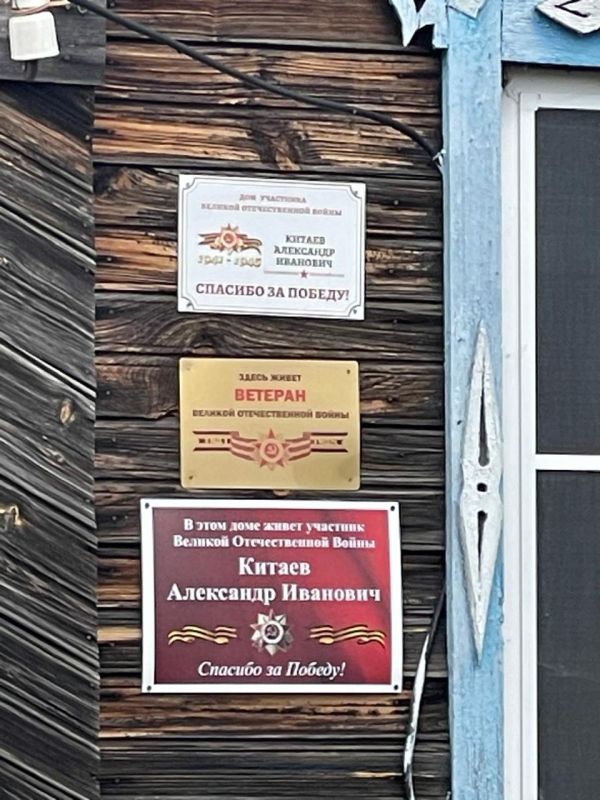 ДОМ УЧАСТНИКА
ВЕЛИКОЙ ОТЕЧЕСТВЕННОЙ ВОЙНЫ
КИТАЕВ
АЛЕКСАНДР
ИВАНОВИЧ
1941 - 1945
СПАСИБО ЗА ПОБЕДУ!
ЗДЕСЬ ЖИВЕТ
ВЕТЕРАН
ВЕЛИКОЙ ОТЕЧЕСТВЕННОЙ ВОЙНЫ
В этом доме живет участник
Великой Отечественной Войны
Китаев
Александр Иванович
Спасибо за Победу!